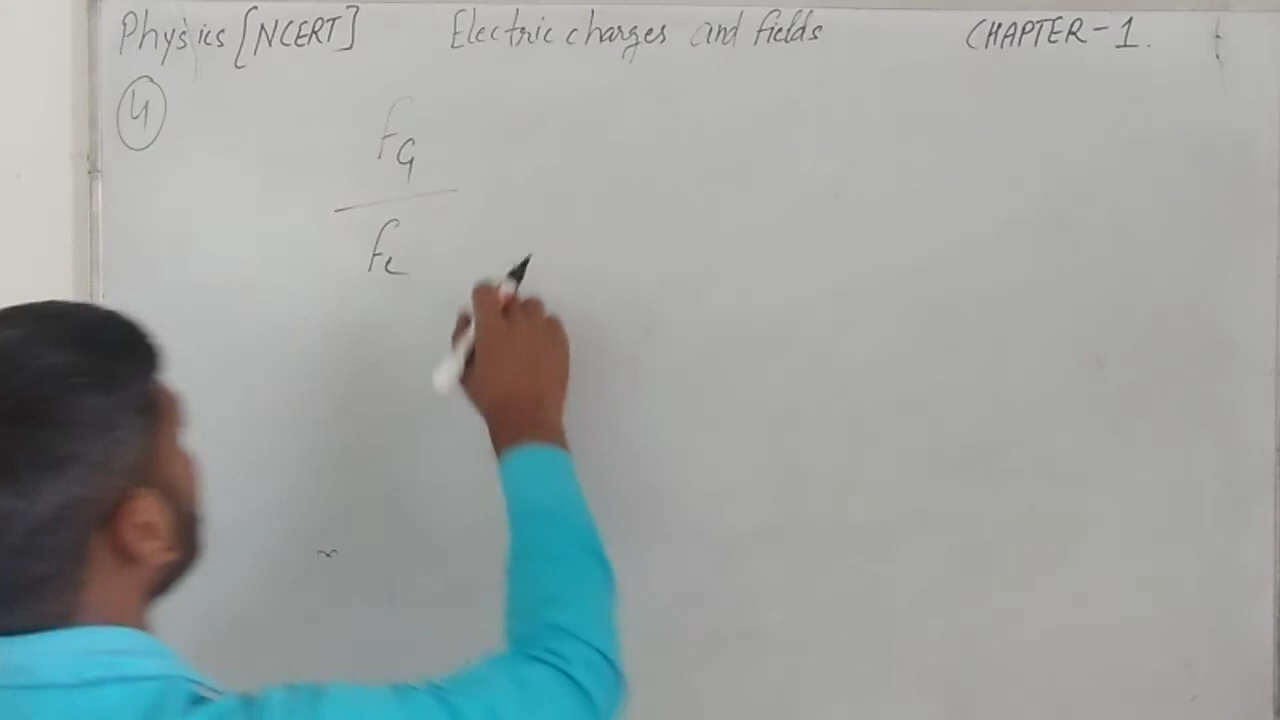 Physics [NCERT] Electric charges and fields CHAPTER-1.
4
FG
Fe